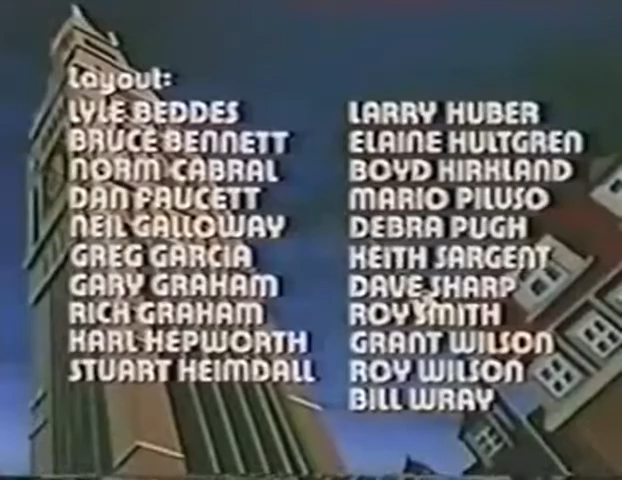 Layout:
LYLE BEDDES
BRUCE BENNETT
NORM CABRAL
DAN FAUCETT
NEIL GALLOWAY
GREG GARCIA
GARY GRAHAM
RICH GRAHAM
KARL HEPWORTH
STUART HEIMDALL
LARRY HUBER
ELAINE HULTGREN
BOYD KIRKLAND
MARIO PILUSO
DEBRA PUGH
KEITH SARGENT
DAVE SHARP
ROY SMITH
GRANT WILSON
ROY WILSON
BILL WRAY